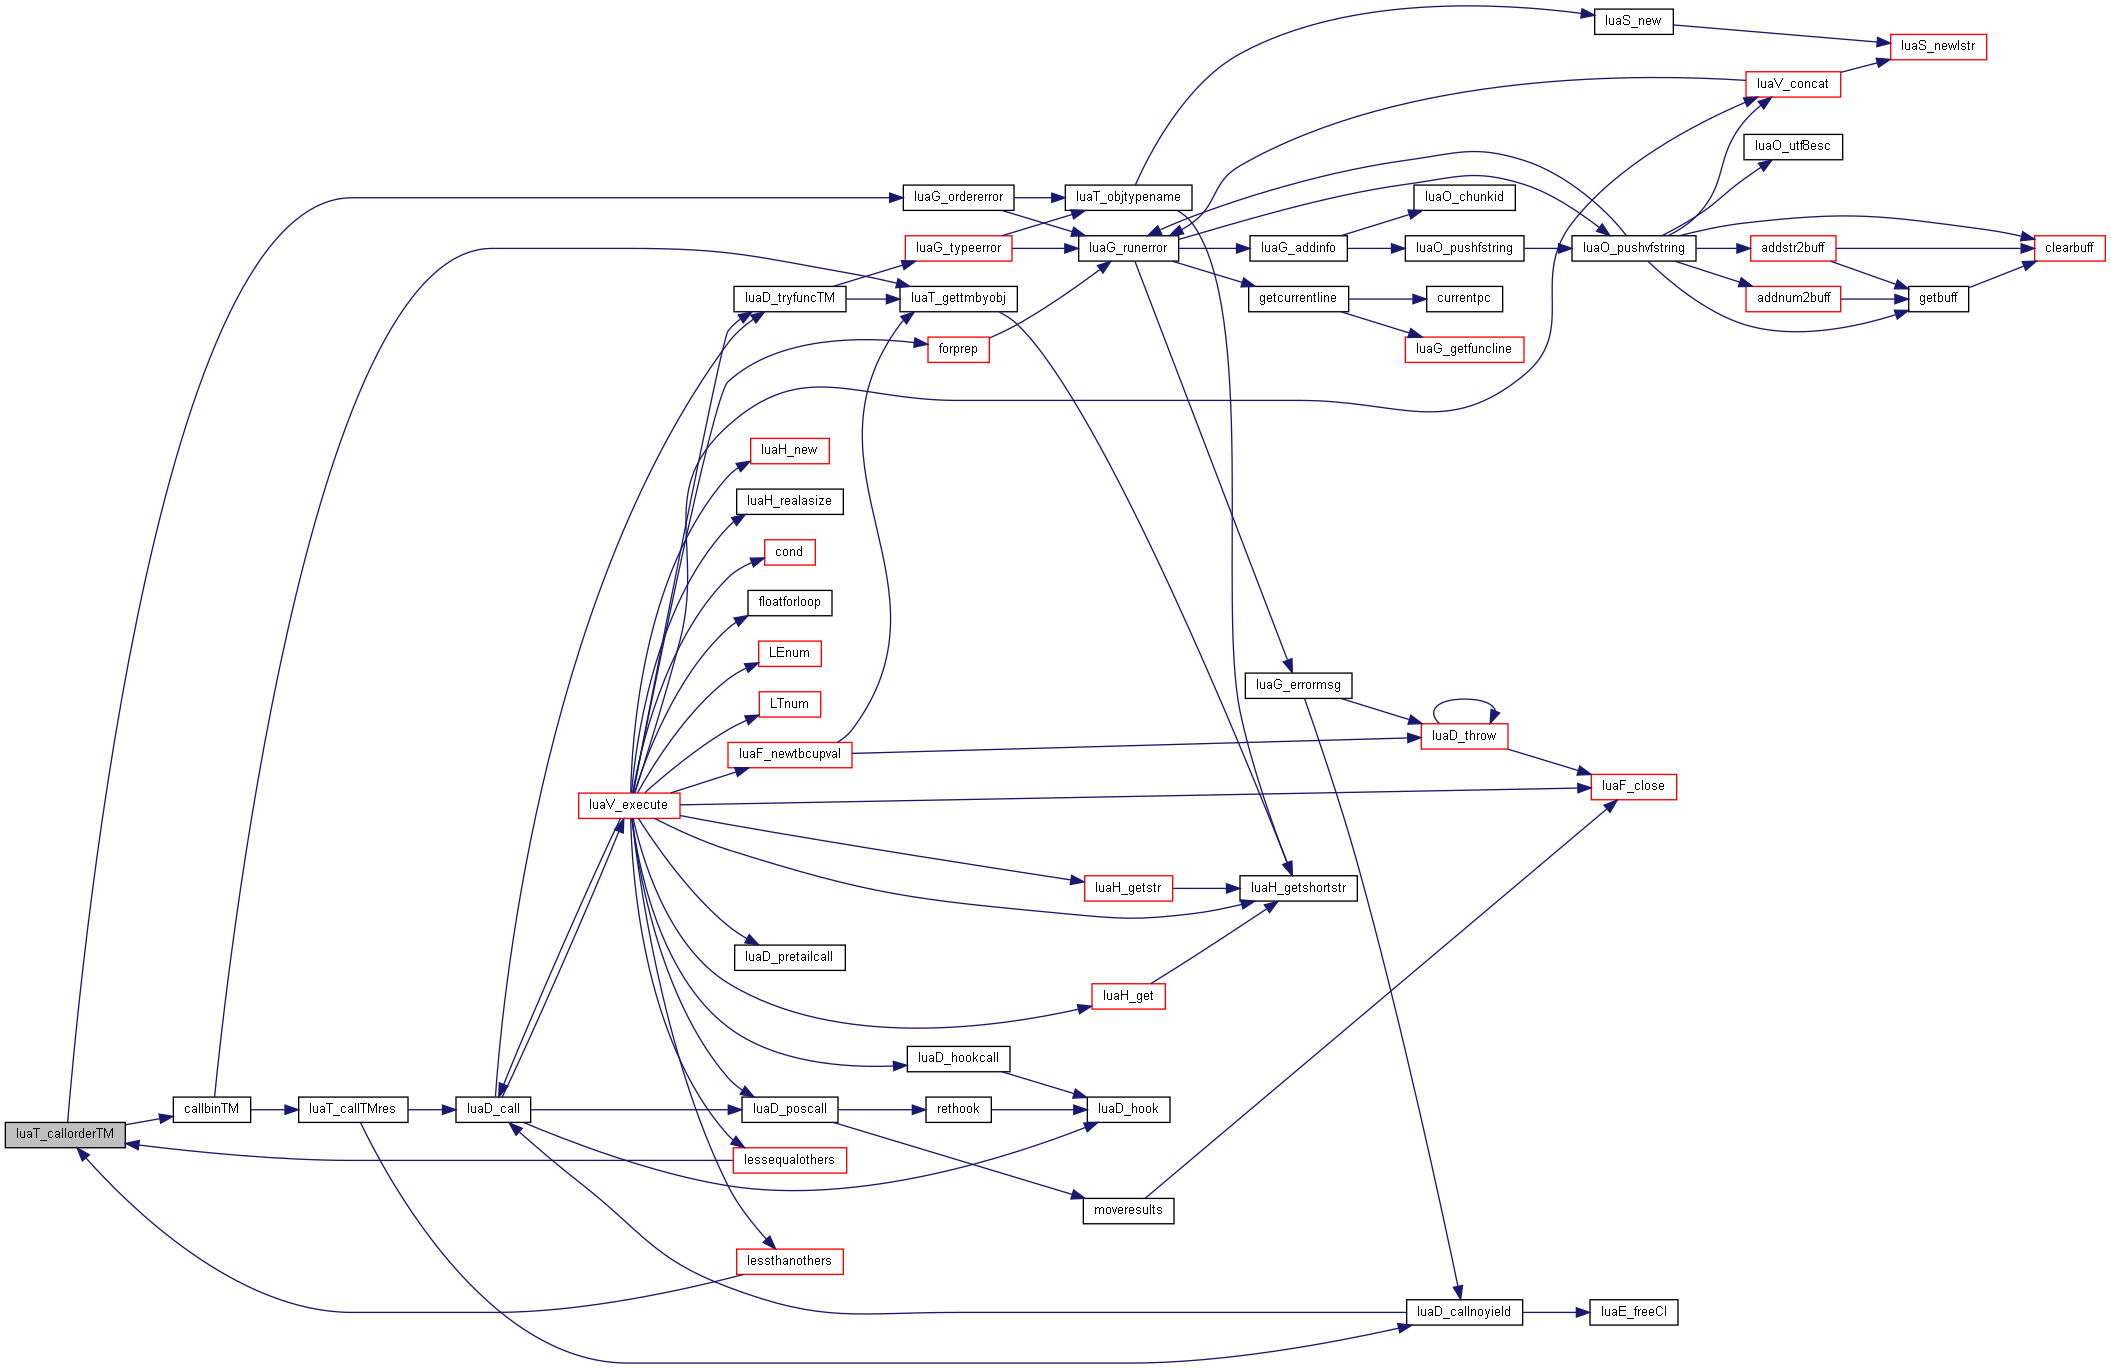 luaS_new
luaS_newlstr
luaV_concat
luaO_utf8esc
luaG_ordererror
luaT_objtypename
luaO_chunkid
luaG_typeerror
luaG_runerror
luaG_addinfo
luaO_pushfstring
luaO_pushvfstring
addstr2buff
clearbuff
luaD_tryfuncTM
luaT_gettmbyobj
getcurrentline
currentpc
addnum2buff
getbuff
forprep
luaG_getfuncline
luaH_new
luaH_realasize
cond
floatforloop
LEnum
luaG_errormsg
LTnum
luaD_throw
luaF_newtbcupval
luaF_close
luaV_execute
luaH_getstr
luaH_getshortstr
luaD_pretailcall
luaH_get
luaD_hookcall
callbinTM
luaT_callTMres
luaD_call
luaD_poscall
rethook
luaD_hook
luaT_callorderTM
lessequalothers
moveresults
lessthanothers
luaD_callnoyield
luaE_freeCI